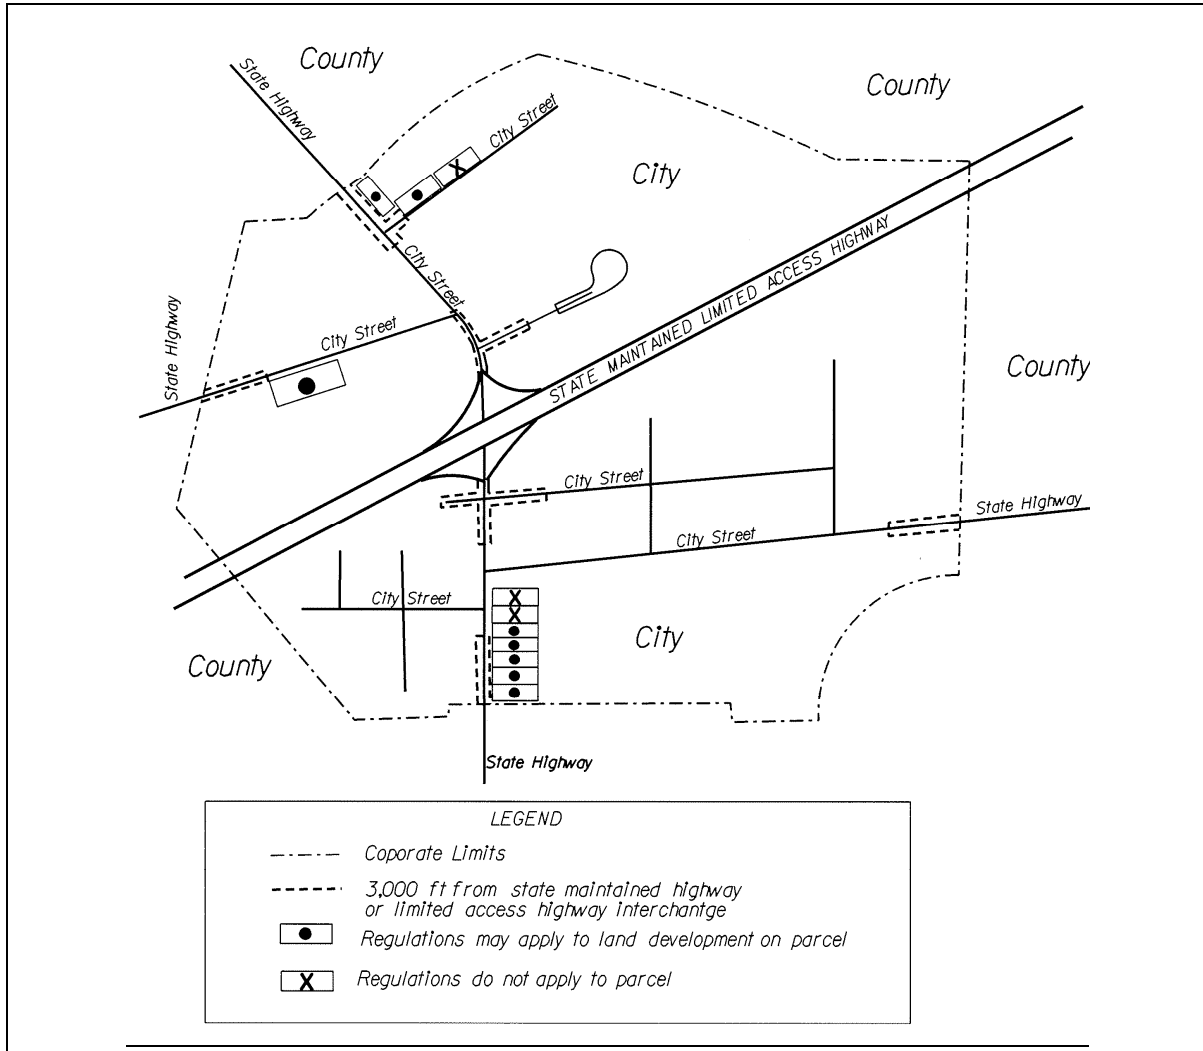 County
State Highway
County
City Street
City
City Street
STATE MAINTAINED LIMITED ACCESS HIGHWAY
State Highway
City Street
County
City Street
State Highway
City Street
City Street
City
County
State Highway
LEGEND
Coporate Limits
3,000 ft from state maintained highway
or limited access highway interchantge
Regulations may apply to land development on parcel
X Regulations do not apply to parcel